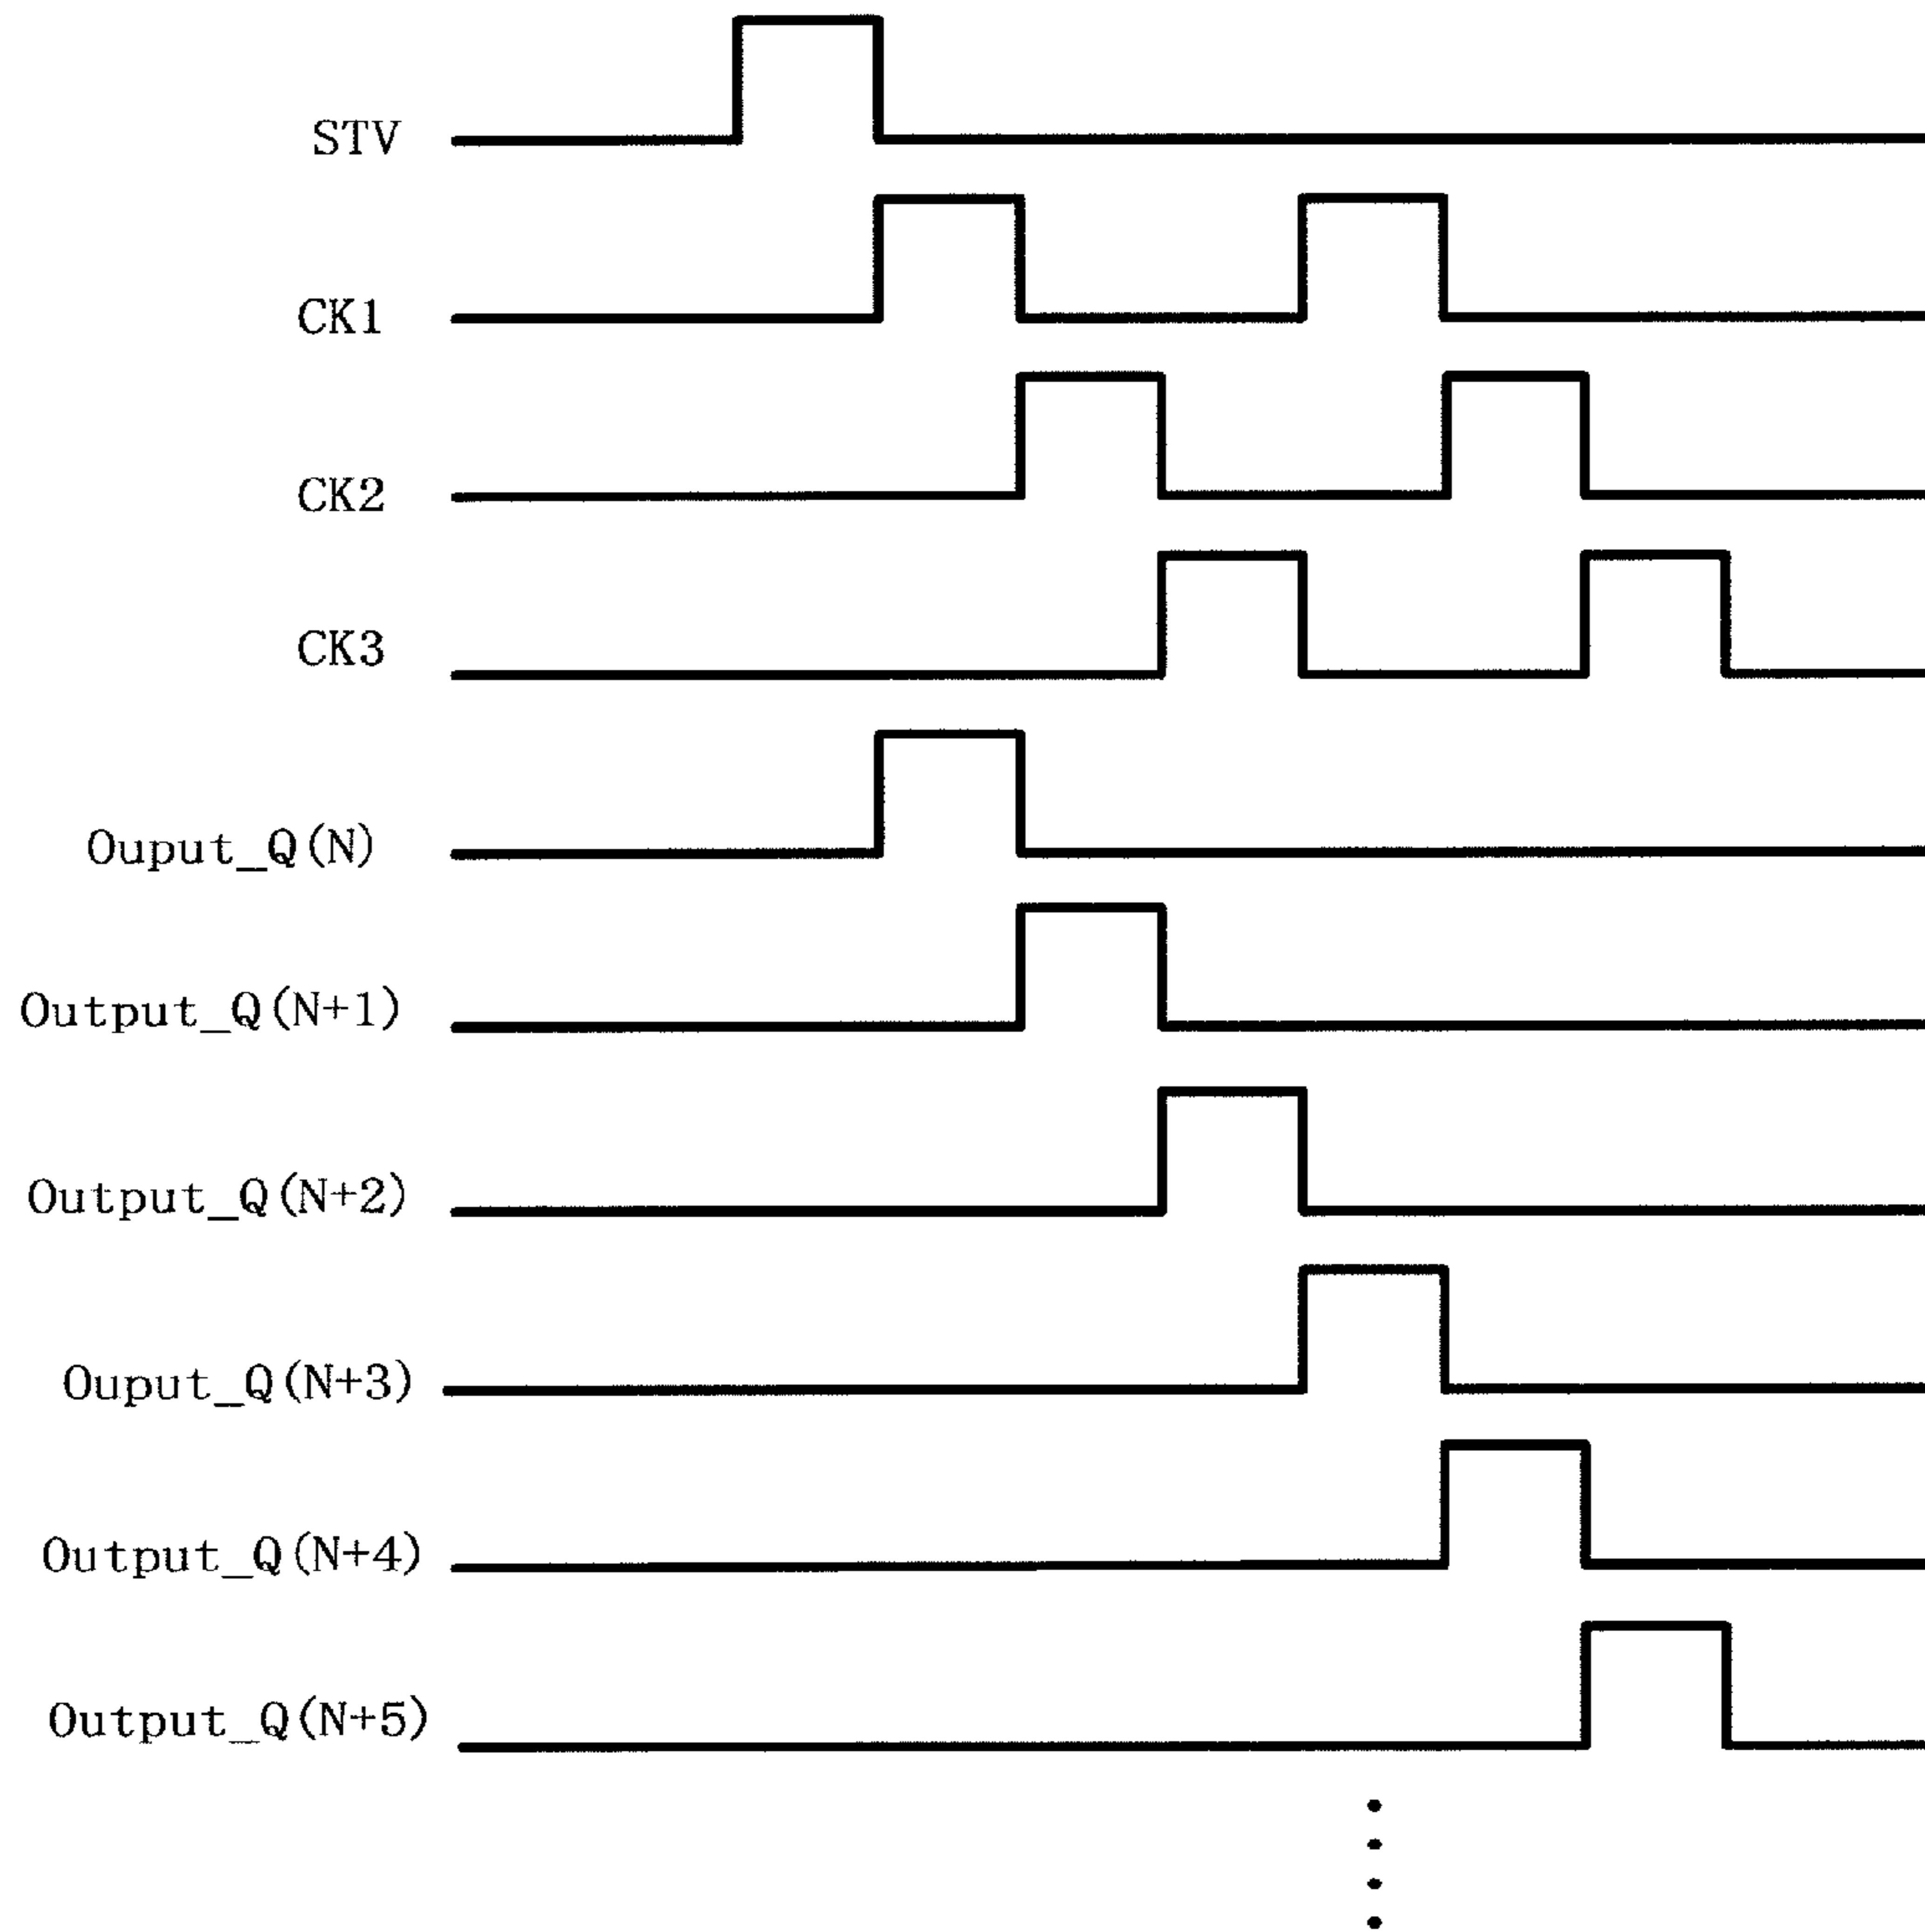 STV
CK1
CK2
CK3
Ouput_Q(N)
Output_Q(N+1)
Output_Q(N+2)
Ouput_Q(N+3)
Output_Q(N+4)
Output_Q(N+5)